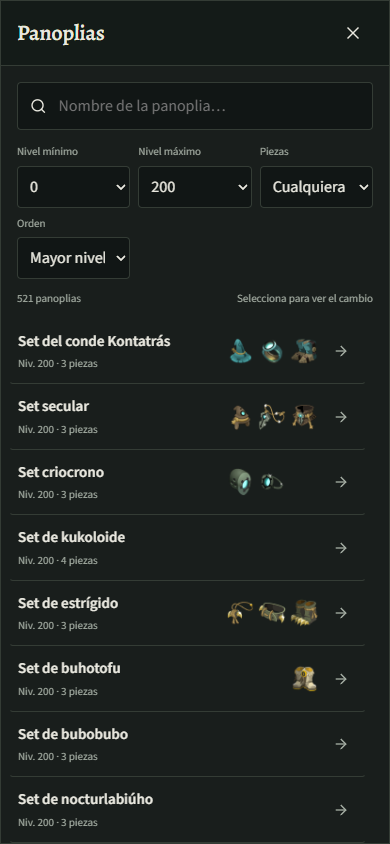 Panoplias
Nombre de la panoplia…
Nivel mínimo
Nivel máximo
Piezas
0
200
Cualquiera
Orden
Mayor nivel
521 panoplias
Selecciona para ver el cambio
Set del conde Kontatrás
Niv. 200 · 3 piezas
Set secular
Niv. 200 · 3 piezas
Set criocrono
Niv. 200 · 3 piezas
Set de kukoloide
Niv. 200 · 4 piezas
Set de estrígido
Niv. 200 · 3 piezas
Set de buhotofu
Niv. 200 · 3 piezas
Set de bubobubo
Niv. 200 · 3 piezas
Set de nocturlabiúho
Niv. 200 · 3 piezas